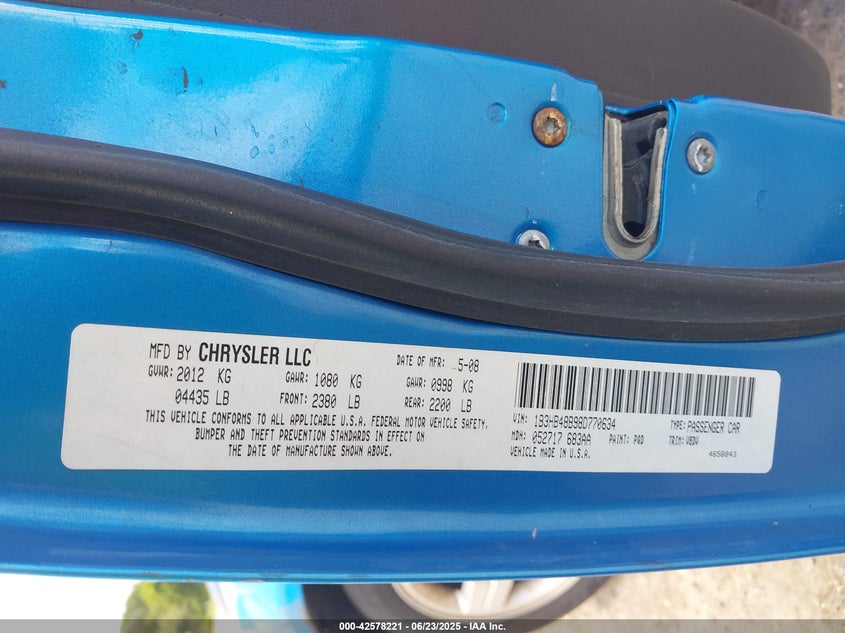 MFD BY CHRYSLER LLC DATE OF MFR: 5-08
GVWR: 2012 KG GAWR: 1080 KG GAWR: 0998 KG
04435 LB FRONT: 2380 LB REAR: 2200 LB
THIS VEHICLE CONFORMS TO ALL APPLICABLE U.S.A. FEDERAL MOTOR VEHICLE SAFETY,
BUMPER AND THEFT PREVENTION STANDARDS IN EFFECT ON
THE DATE OF MANUFACTURE SHOWN ABOVE.
VIN: 1B3HB48B98D770634 TYPE: PASSENGER CAR
MDH: 052717 683AA PAINT: PRD TRIM: V8DV
VEHICLE MADE IN U.S.A. 4658843
000-42578221 - 06/23/2025 - IAA Inc.